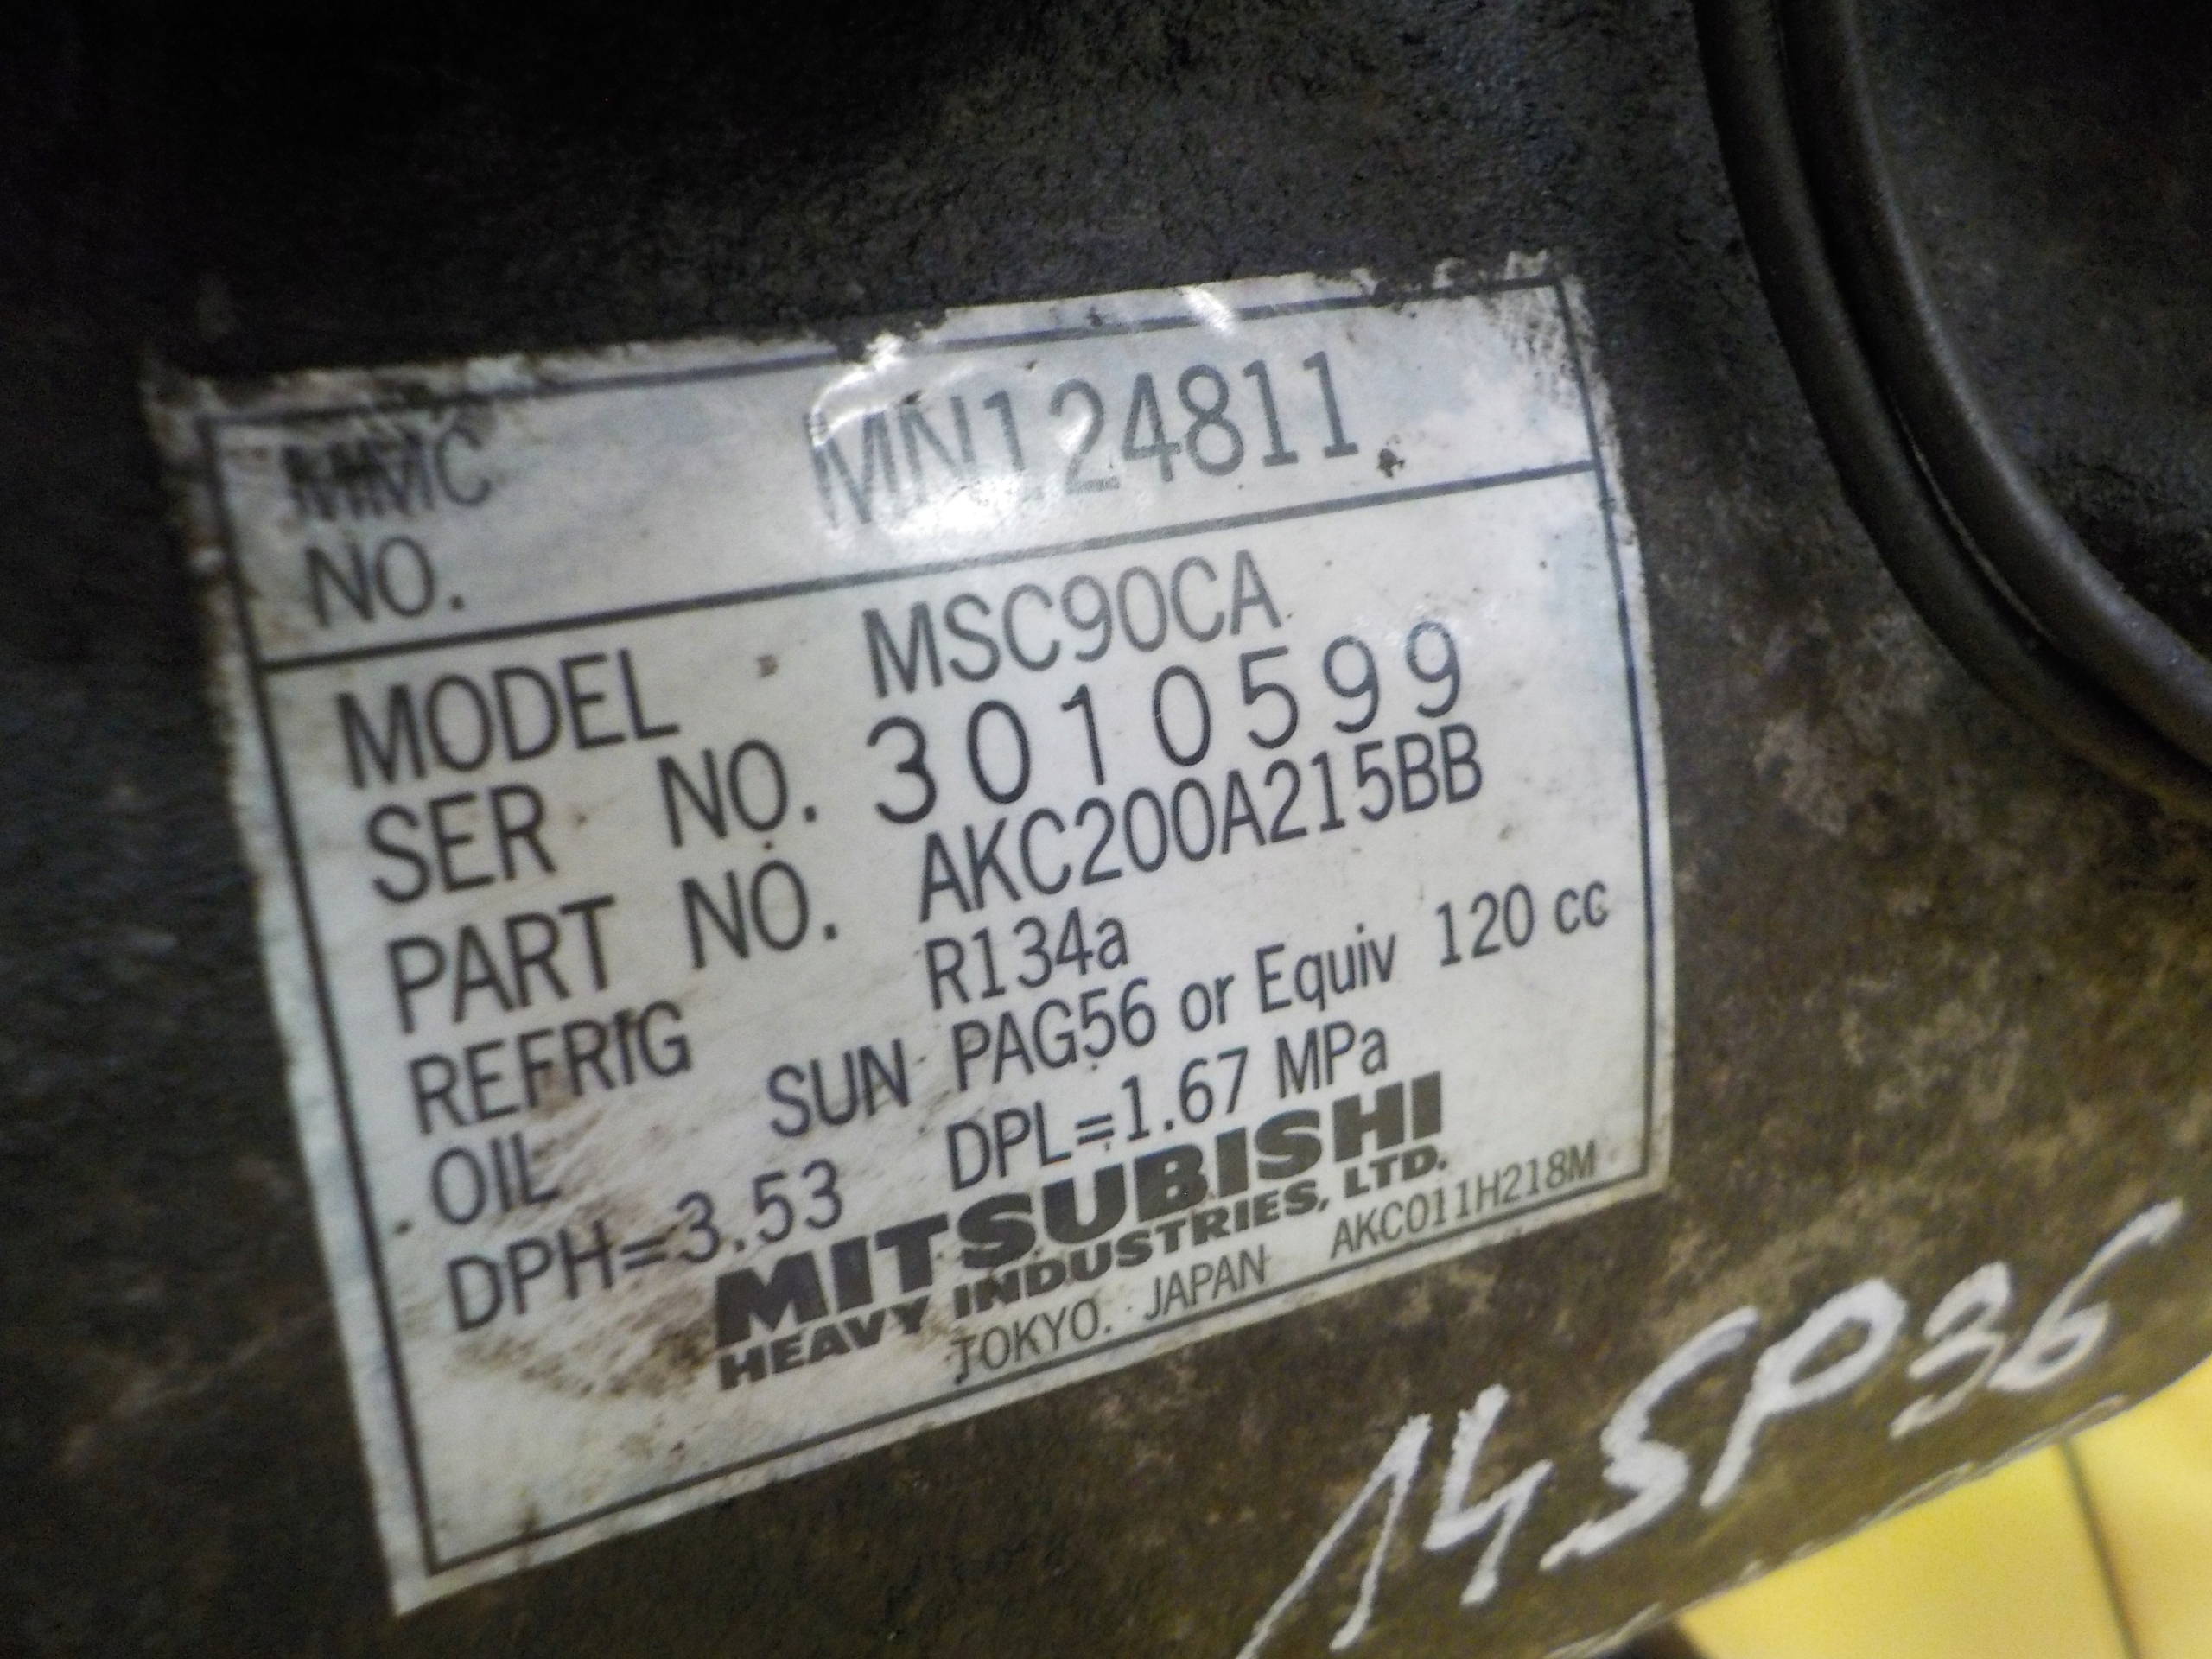 MMC
NO. MN124811
MODEL MSC90CA
SER NO. 3010599
PART NO. AKC200A215BB
REFRIG R134a
OIL SUN PAG56 or Equiv 120 cc
DPH=3.53 DPL=1.67 MPa
MITSUBISHI
HEAVY INDUSTRIES, LTD.
TOKYO. JAPAN AKC011H218M
14SP36